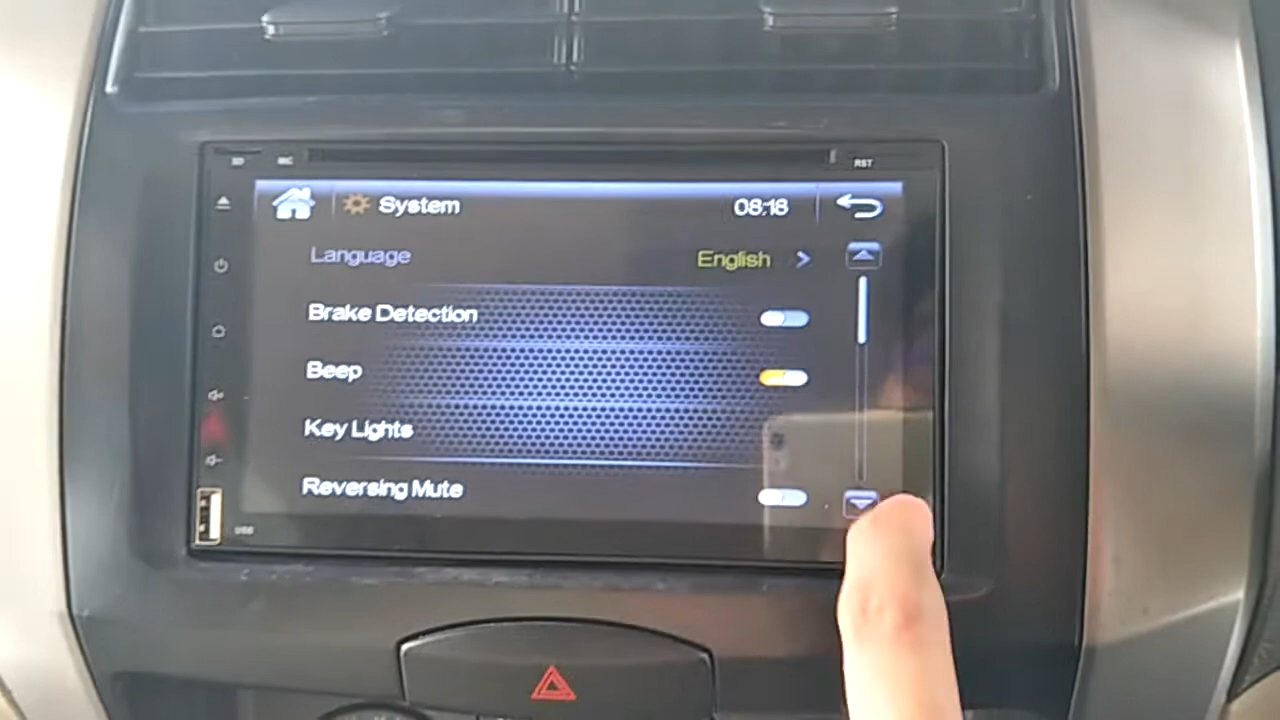 SD MIC RST
System 08:18
Language English
Brake Detection
Beep
Key Lights
Reversing Mute
USB